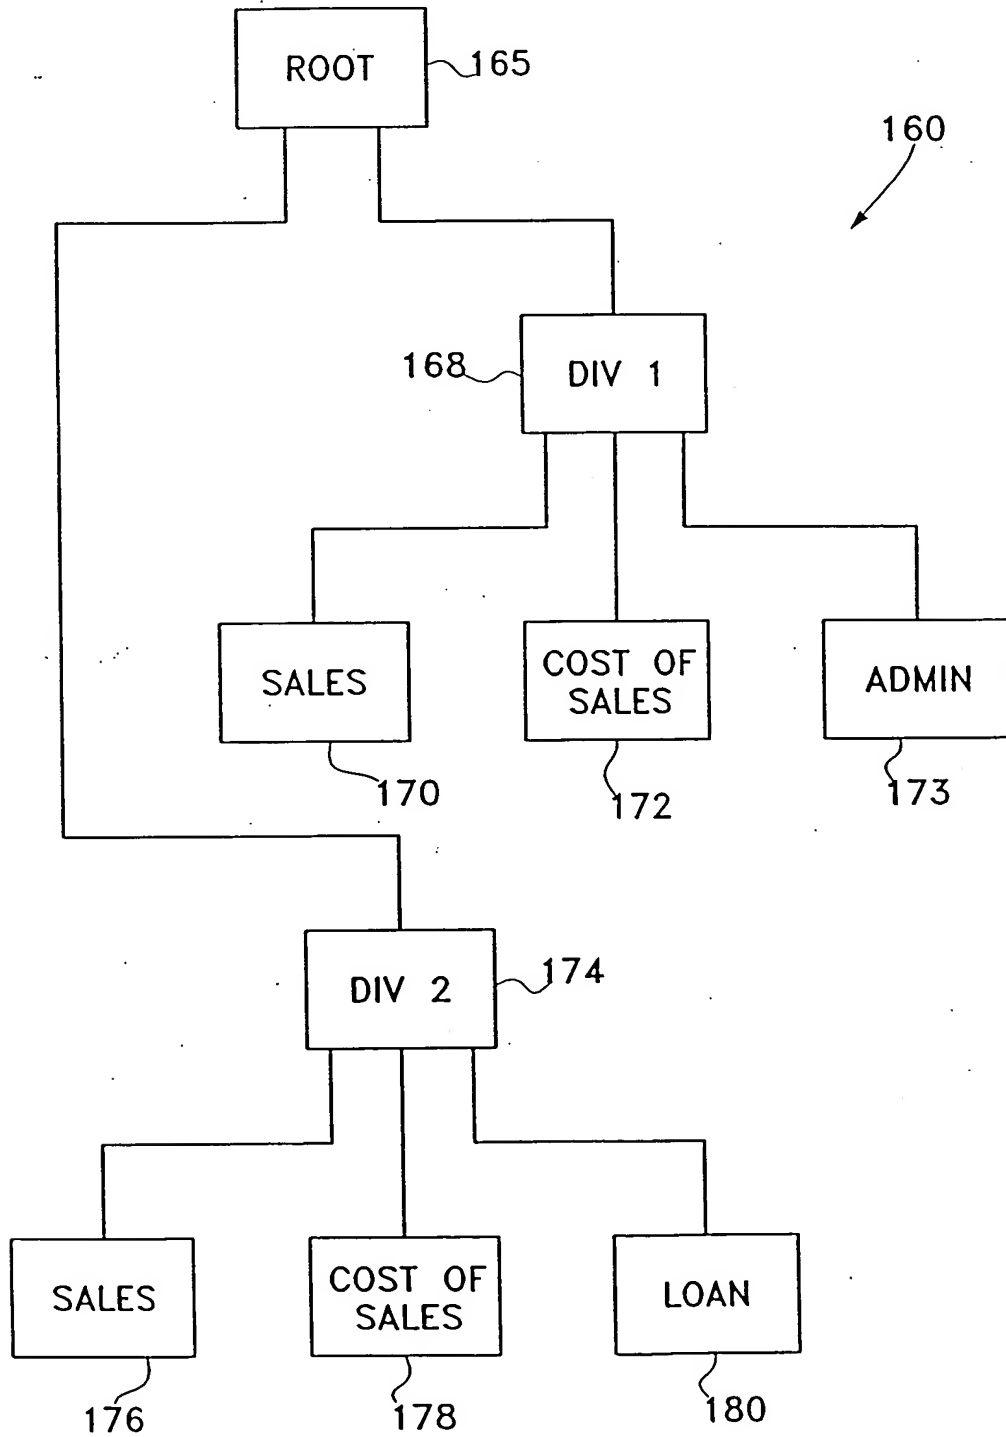 ROOT
165
160
168
DIV 1
SALES
COST OF
SALES
ADMIN
170
172
173
DIV 2
174
SALES
COST OF
SALES
LOAN
176
178
180